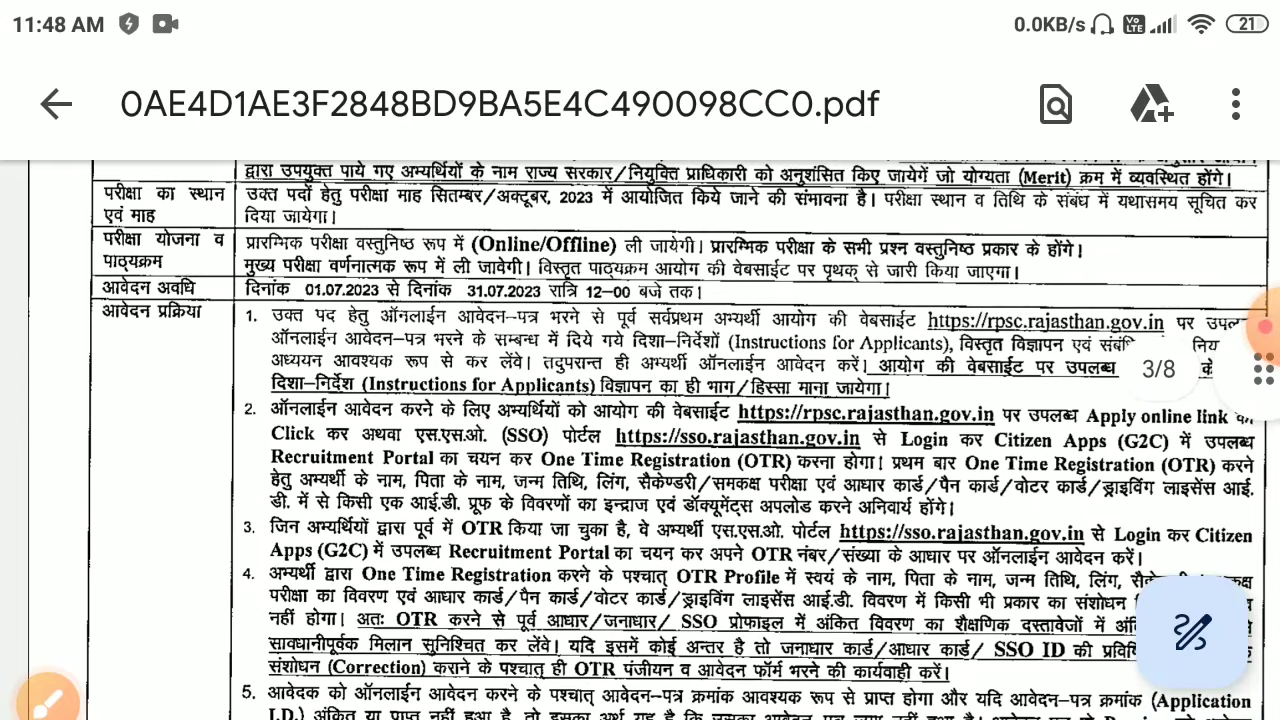 11:48 AM
0.0KB/s
Vo LTE
21
0AE4D1AE3F2848BD9BA5E4C490098CC0.pdf
द्वारा उपयुक्त पाये गए अभ्यर्थियों के नाम राज्य सरकार/नियुक्ति प्राधिकारी को अनुशंसित किए जायेगें जो योग्यता (Merit) क्रम में व्यवस्थित होंगे।
परीक्षा का स्थान एवं माह
उक्त पदों हेतु परीक्षा माह सितम्बर/अक्टूबर, 2023 में आयोजित किये जाने की संभावना है। परीक्षा स्थान व तिथि के संबंध में यथासमय सूचित कर
दिया जायेगा।
परीक्षा योजना व पाठ्यक्रम
प्रारम्भिक परीक्षा वस्तुनिष्ठ रूप में (Online/Offline) ली जायेगी। प्रारम्भिक परीक्षा के सभी प्रश्न वस्तुनिष्ठ प्रकार के होंगे।
मुख्य परीक्षा वर्णनात्मक रूप में ली जावेगी। विस्तृत पाठ्यक्रम आयोग की वेबसाईट पर पृथक् से जारी किया जाएगा।
आवेदन अवधि
दिनांक 01.07.2023 से दिनांक 31.07.2023 रात्रि 12-00 बजे तक।
आवेदन प्रक्रिया
1. उक्त पद हेतु ऑनलाईन आवेदन-पत्र भरने से पूर्व सर्वप्रथम अभ्यर्थी आयोग की वेबसाईट https://rpsc.rajasthan.gov.in पर
ऑनलाईन आवेदन-पत्र भरने के सम्बन्ध में दिये गये दिशा-निर्देशों (Instructions for Applicants), विस्तृत विज्ञापन एवं
अध्ययन आवश्यक रूप से कर लेंवे। तदुपरान्त ही अभ्यर्थी ऑनलाईन आवेदन करें। आयोग की वेबसाईट पर उपलब्ध
3/8
दिशा-निर्देश (Instructions for Applicants) विज्ञापन का ही भाग/हिस्सा माना जायेगा।
2. ऑनलाईन आवेदन करने के लिए अभ्यर्थियों को आयोग की वेबसाईट https://rpsc.rajasthan.gov.in पर उपलब्ध Apply online link को
Click कर अथवा एस.एस.ओ. (SSO) पोर्टल https://sso.rajasthan.gov.in से Login कर Citizen Apps (G2C) में उपलब्ध
Recruitment Portal का चयन कर One Time Registration (OTR) करना होगा। प्रथम बार One Time Registration (OTR) करने
हेतु अभ्यर्थी के नाम, पिता के नाम, जन्म तिथि, लिंग, सैकेण्डरी/समकक्ष परीक्षा एवं आधार कार्ड/पैन कार्ड/वोटर कार्ड/ड्राइविंग लाइसेंस आई.
डी. में से किसी एक आई.डी. प्रूफ के विवरणों का इन्द्राज एवं डॉक्यूमेंट्स अपलोड करने अनिवार्य होंगे।
3. जिन अभ्यर्थियों द्वारा पूर्व में OTR किया जा चुका है, वे अभ्यर्थी एस.एस.ओ. पोर्टल https://sso.rajasthan.gov.in से Login कर Citizen
Apps (G2C) में उपलब्ध Recruitment Portal का चयन कर अपने OTR नंबर/संख्या के आधार पर ऑनलाईन आवेदन करें।
4. अभ्यर्थी द्वारा One Time Registration करने के पश्चात् OTR Profile में स्वयं के नाम, पिता के नाम, जन्म तिथि, लिंग,
परीक्षा का विवरण एवं आधार कार्ड/पैन कार्ड/वोटर कार्ड/ड्राइविंग लाइसेंस आई.डी. विवरण में किसी भी प्रकार का संशोधन
नहीं होगा। अतः OTR करने से पूर्व आधार/जनाधार/ SSO प्रोफाइल में अंकित विवरण का शैक्षणिक दस्तावेजों में
सावधानीपूर्वक मिलान सुनिश्चित कर लेंवे। यदि इसमें कोई अन्तर है तो जनाधार कार्ड/आधार कार्ड/ SSO ID की
संशोधन (Correction) कराने के पश्चात् ही OTR पंजीयन व आवेदन फॉर्म भरने की कार्यवाही करें।
5. आवेदक को ऑनलाईन आवेदन करने के पश्चात् आवेदन-पत्र क्रमांक आवश्यक रूप से प्राप्त होगा और यदि आवेदन-पत्र क्रमांक (Application